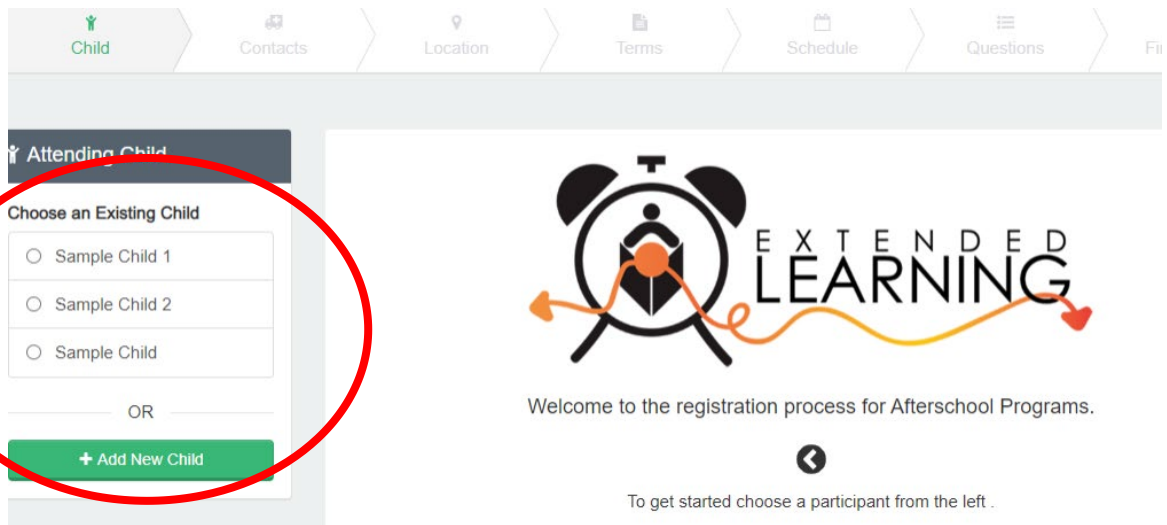 Child
Contacts
Location
Terms
Schedule
Questions
Attending Child
Choose an Existing Child
Sample Child 1
Sample Child 2
Sample Child
OR
+ Add New Child
EXTENDED
LEARNING
Welcome to the registration process for Afterschool Programs.
To get started choose a participant from the left .